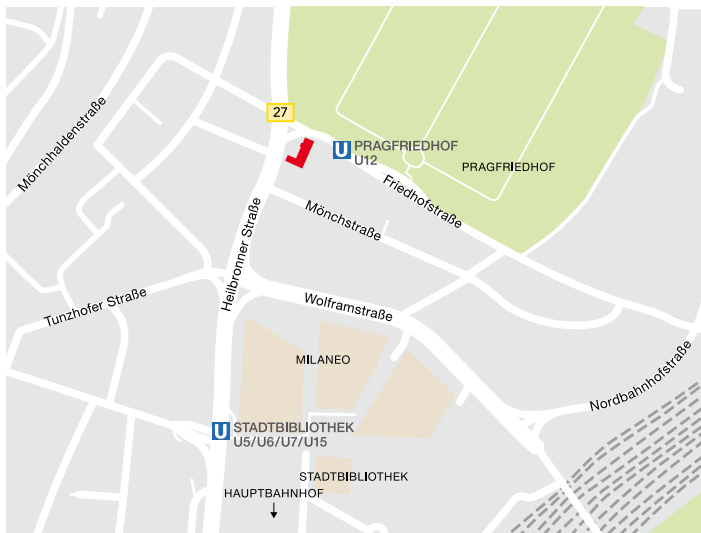 27
Mönchhaldenstraße
U PRAGFRIEDHOF
U12
PRAGFRIEDHOF
Friedhofstraße
Mönchstraße
Heilbronner Straße
Tunzhofer Straße
Wolframstraße
MILANEO
Nordbahnhofstraße
U STADTBIBLIOTHEK
U5/U6/U7/U15
STADTBIBLIOTHEK
HAUPTBAHNHOF